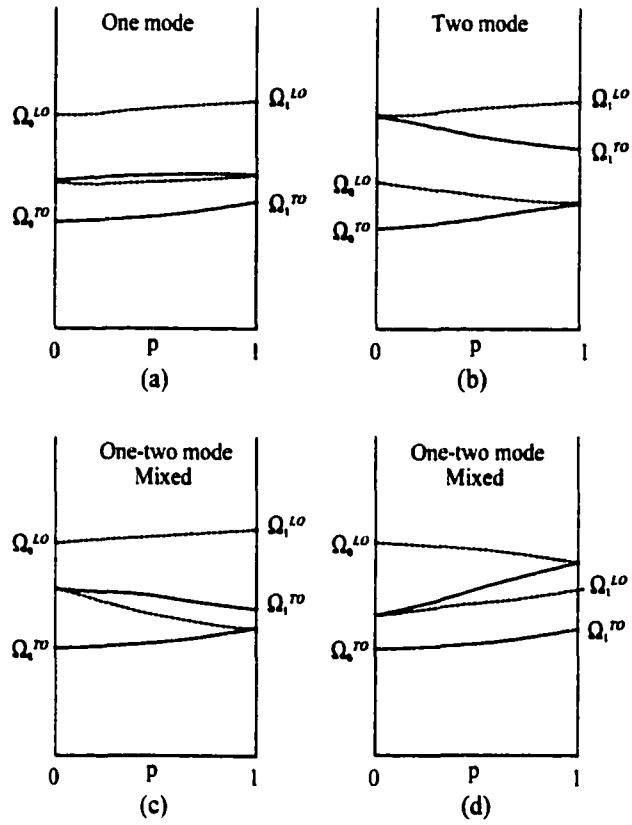 One mode
Ω₀ᴸᴼ
Ω₁ᴸᴼ
Ω₀ᵀᴼ
Ω₁ᵀᴼ
0
p
1
(a)
Two mode
Ω₁ᴸᴼ
Ω₁ᵀᴼ
Ω₀ᴸᴼ
Ω₀ᵀᴼ
0
p
1
(b)
One-two mode
Mixed
Ω₀ᴸᴼ
Ω₁ᴸᴼ
Ω₁ᵀᴼ
Ω₀ᵀᴼ
0
p
1
(c)
One-two mode
Mixed
Ω₀ᴸᴼ
Ω₁ᴸᴼ
Ω₁ᵀᴼ
Ω₀ᵀᴼ
0
p
1
(d)